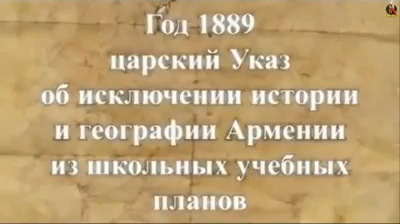 Год 1889
царский Указ
об исключении истории
и географии Армении
из школьных учебных
планов